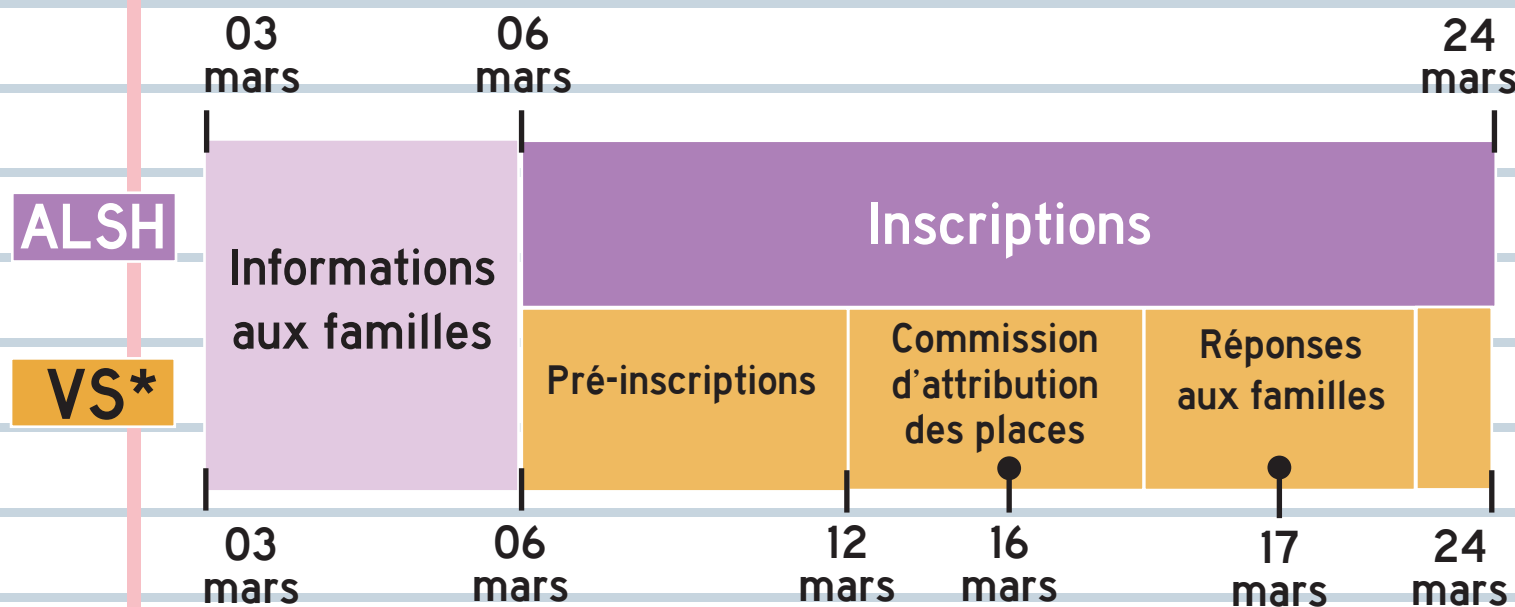 03
mars
06
mars
24
mars
ALSH
Informations
aux familles
Inscriptions
VS*
Pré-inscriptions
Commission
d'attribution
des places
Réponses
aux familles
03
mars
06
mars
12
mars
16
mars
17
mars
24
mars